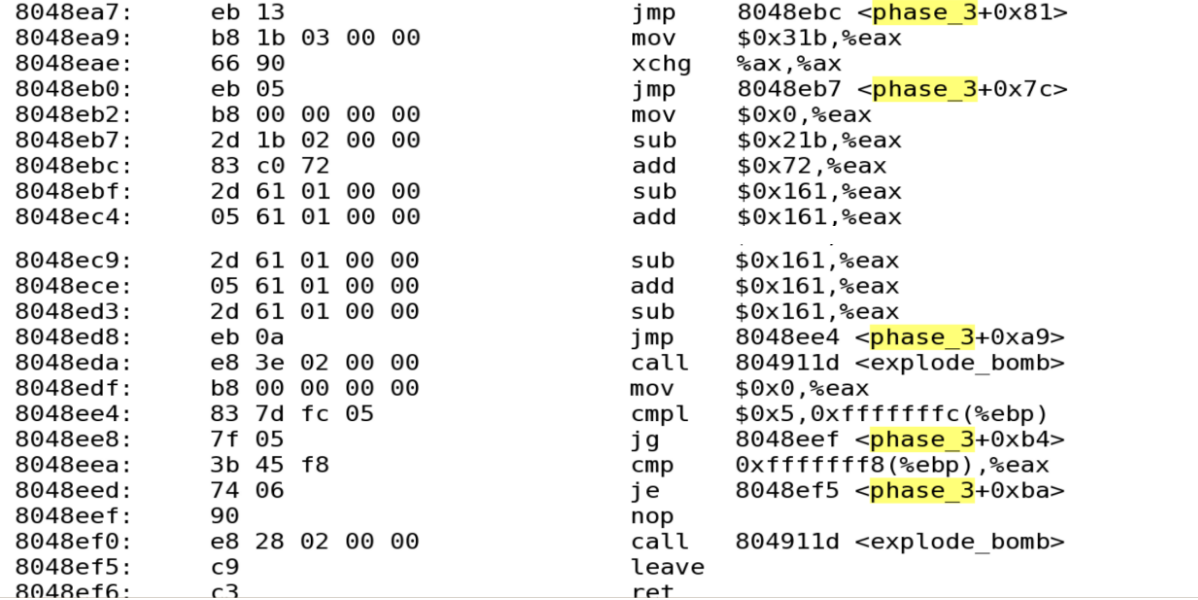 8048ea7: eb 13 jmp 8048ebc <phase_3+0x81>
8048ea9: b8 1b 03 00 00 mov $0x31b,%eax
8048eae: 66 90 xchg %ax,%ax
8048eb0: eb 05 jmp 8048eb7 <phase_3+0x7c>
8048eb2: b8 00 00 00 00 mov $0x0,%eax
8048eb7: 2d 1b 02 00 00 sub $0x21b,%eax
8048ebc: 83 c0 72 add $0x72,%eax
8048ebf: 2d 61 01 00 00 sub $0x161,%eax
8048ec4: 05 61 01 00 00 add $0x161,%eax
8048ec9: 2d 61 01 00 00 sub $0x161,%eax
8048ece: 05 61 01 00 00 add $0x161,%eax
8048ed3: 2d 61 01 00 00 sub $0x161,%eax
8048ed8: eb 0a jmp 8048ee4 <phase_3+0xa9>
8048eda: e8 3e 02 00 00 call 804911d <explode_bomb>
8048edf: b8 00 00 00 00 mov $0x0,%eax
8048ee4: 83 7d fc 05 cmpl $0x5,0xfffffffc(%ebp)
8048ee8: 7f 05 jg 8048eef <phase_3+0xb4>
8048eea: 3b 45 f8 cmp 0xfffffff8(%ebp),%eax
8048eed: 74 06 je 8048ef5 <phase_3+0xba>
8048eef: 90 nop
8048ef0: e8 28 02 00 00 call 804911d <explode_bomb>
8048ef5: c9 leave
8048ef6: c3 ret